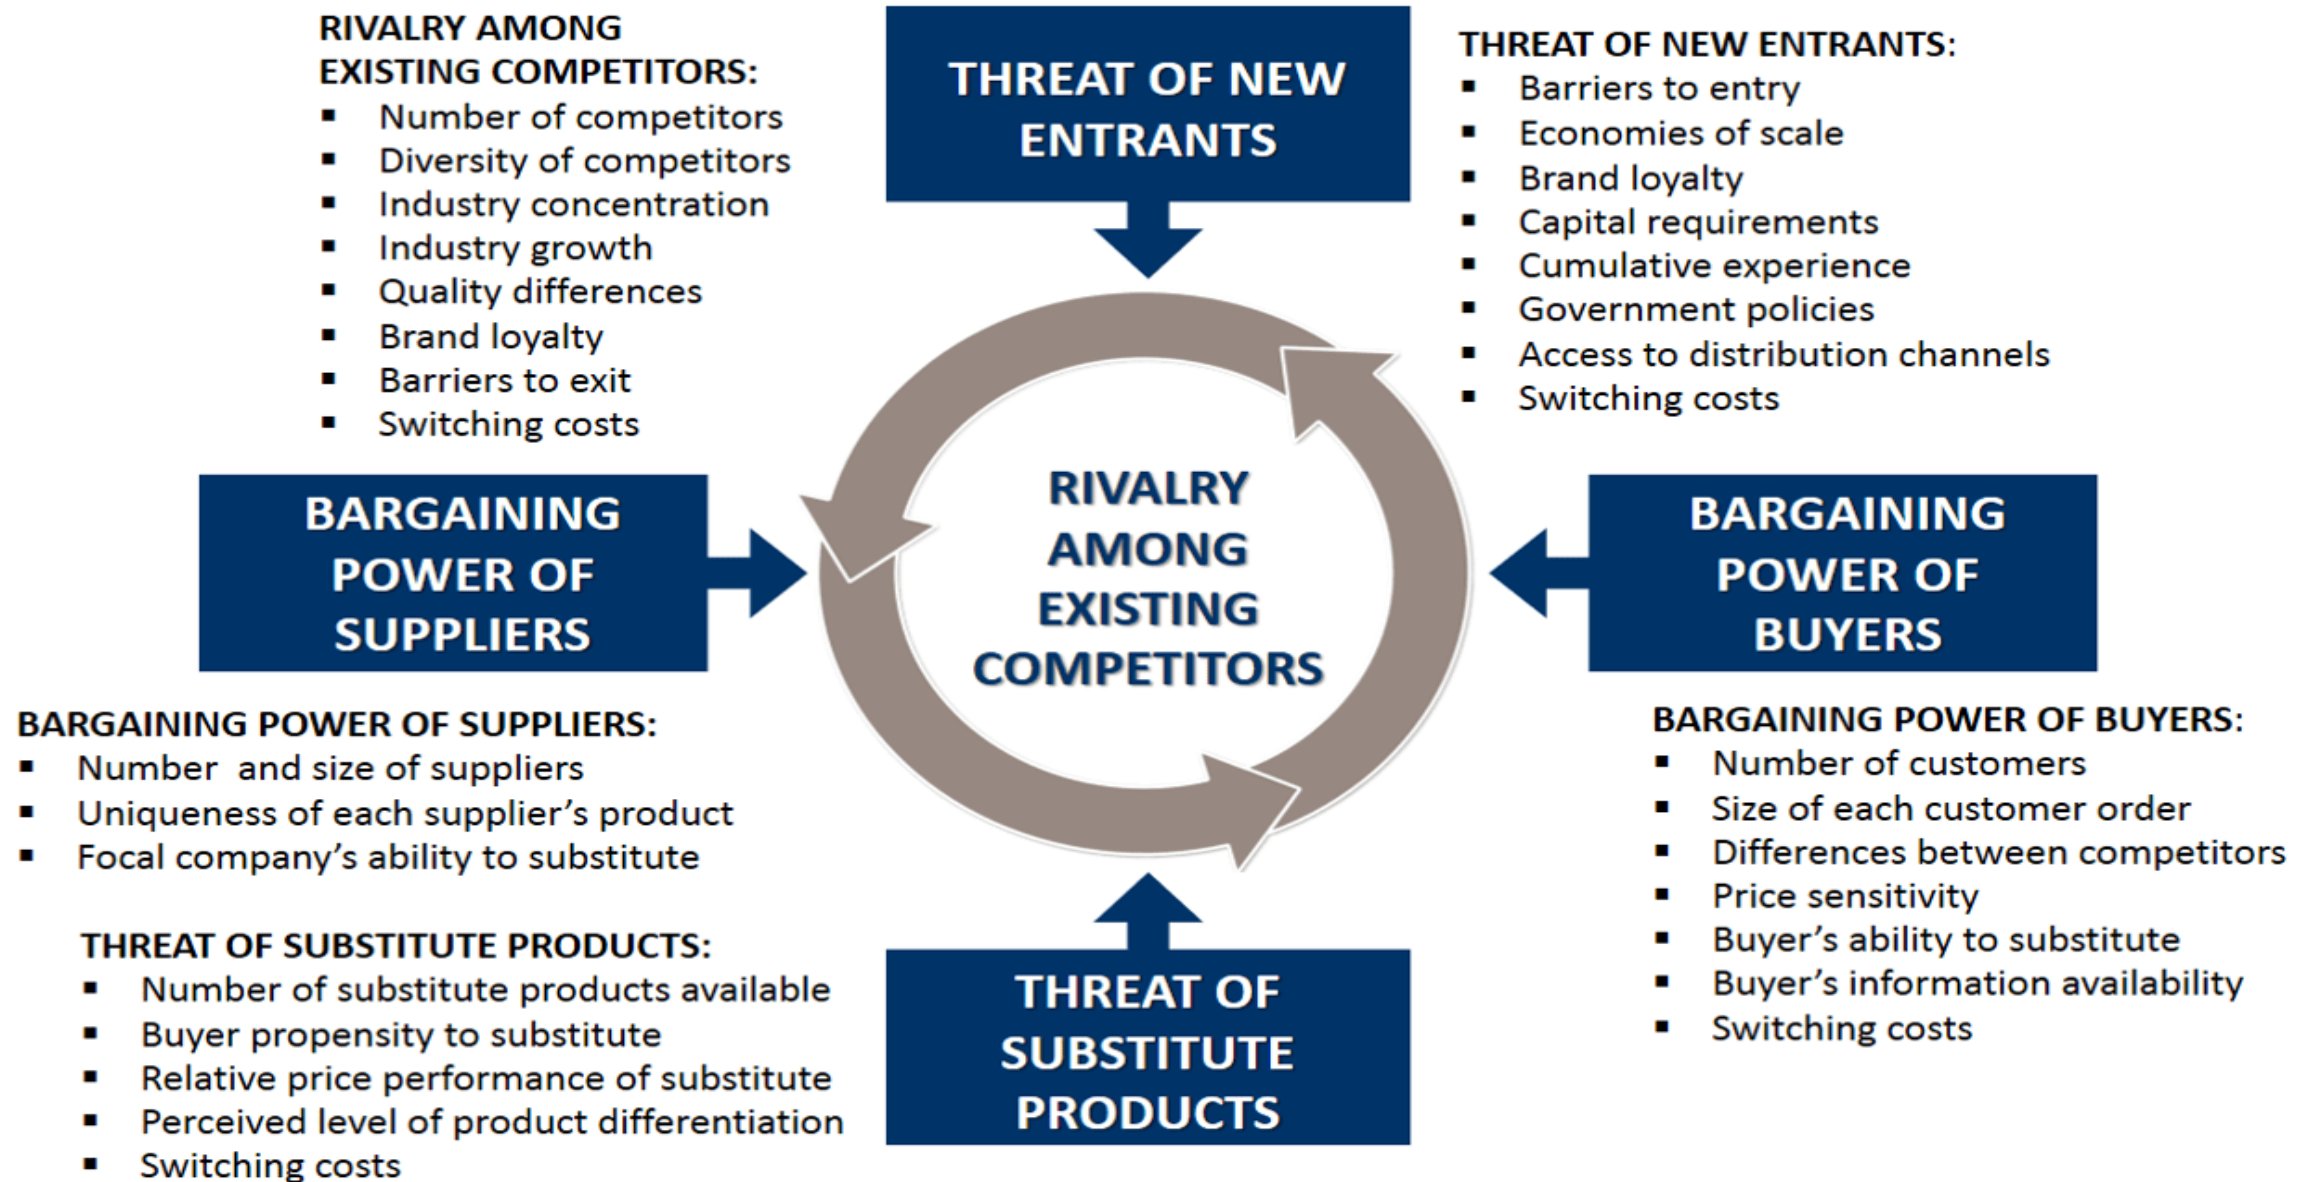 RIVALRY AMONG
EXISTING COMPETITORS:
▪ Number of competitors
▪ Diversity of competitors
▪ Industry concentration
▪ Industry growth
▪ Quality differences
▪ Brand loyalty
▪ Barriers to exit
▪ Switching costs
THREAT OF NEW
ENTRANTS
THREAT OF NEW ENTRANTS:
▪ Barriers to entry
▪ Economies of scale
▪ Brand loyalty
▪ Capital requirements
▪ Cumulative experience
▪ Government policies
▪ Access to distribution channels
▪ Switching costs
BARGAINING
POWER OF
SUPPLIERS
RIVALRY
AMONG
EXISTING
COMPETITORS
BARGAINING
POWER OF
BUYERS
BARGAINING POWER OF SUPPLIERS:
▪ Number and size of suppliers
▪ Uniqueness of each supplier’s product
▪ Focal company’s ability to substitute
BARGAINING POWER OF BUYERS:
▪ Number of customers
▪ Size of each customer order
▪ Differences between competitors
▪ Price sensitivity
▪ Buyer’s ability to substitute
▪ Buyer’s information availability
▪ Switching costs
THREAT OF SUBSTITUTE PRODUCTS:
▪ Number of substitute products available
▪ Buyer propensity to substitute
▪ Relative price performance of substitute
▪ Perceived level of product differentiation
▪ Switching costs
THREAT OF
SUBSTITUTE
PRODUCTS